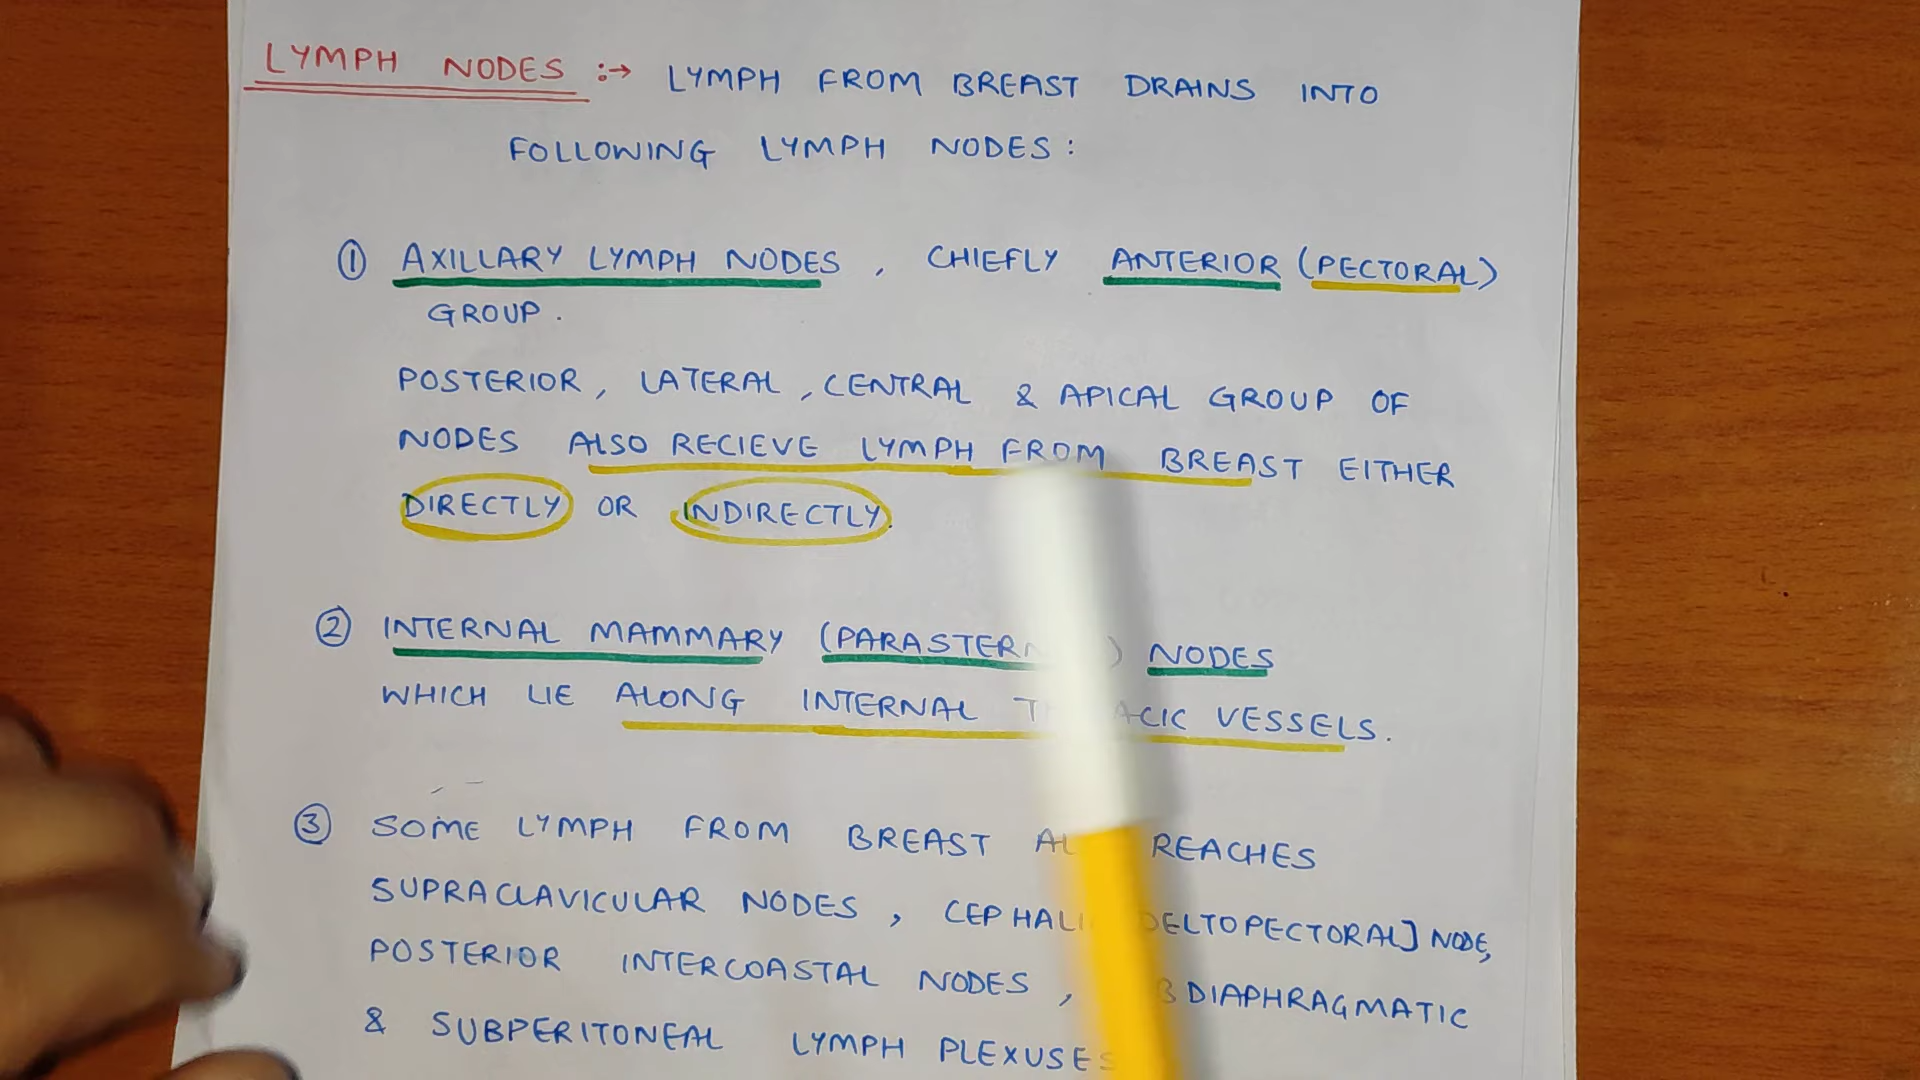 LYMPH NODES :→ LYMPH FROM BREAST DRAINS INTO
FOLLOWING LYMPH NODES :
① AXILLARY LYMPH NODES , CHIEFLY ANTERIOR (PECTORAL)
GROUP .
POSTERIOR , LATERAL , CENTRAL & APICAL GROUP OF
NODES ALSO RECIEVE LYMPH FROM BREAST EITHER
DIRECTLY OR INDIRECTLY.
② INTERNAL MAMMARY ( ) NODES
WHICH LIE ALONG INTERNAL VESSELS .
③ SOME LYMPH FROM BREAST REACHES
SUPRACLAVICULAR NODES , DELTOPECTORAL] NODE,
POSTERIOR INTERCOASTAL NODES ,
& SUBPERITONEAL LYMPH PLEXUSES